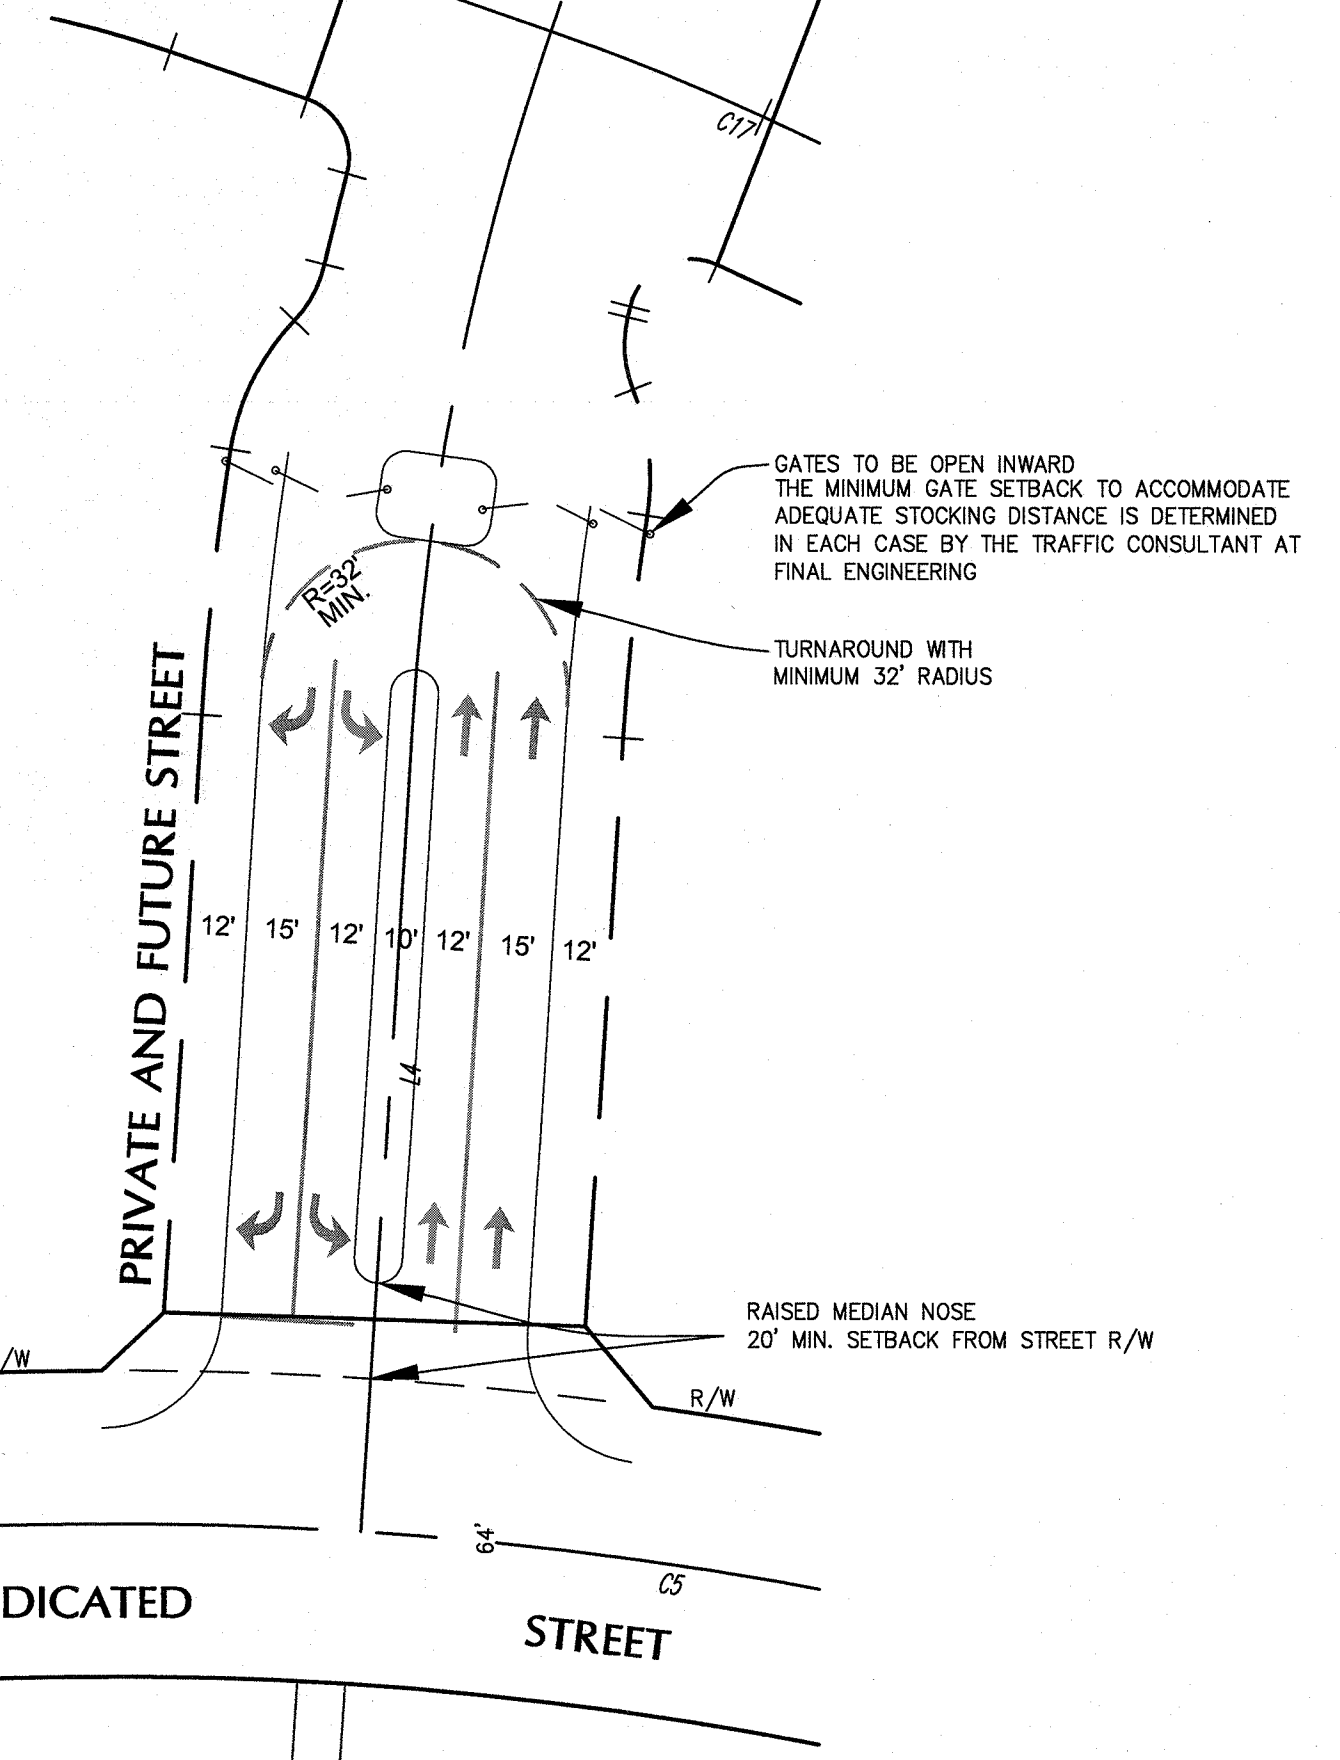 C17
GATES TO BE OPEN INWARD
THE MINIMUM GATE SETBACK TO ACCOMMODATE
ADEQUATE STOCKING DISTANCE IS DETERMINED
IN EACH CASE BY THE TRAFFIC CONSULTANT AT
FINAL ENGINEERING
R=32'
MIN.
TURNAROUND WITH
MINIMUM 32' RADIUS
PRIVATE AND FUTURE STREET
12' 15' 12' 10' 12' 15' 12'
L4
RAISED MEDIAN NOSE
20' MIN. SETBACK FROM STREET R/W
/W
R/W
64'
C5
DICATED STREET